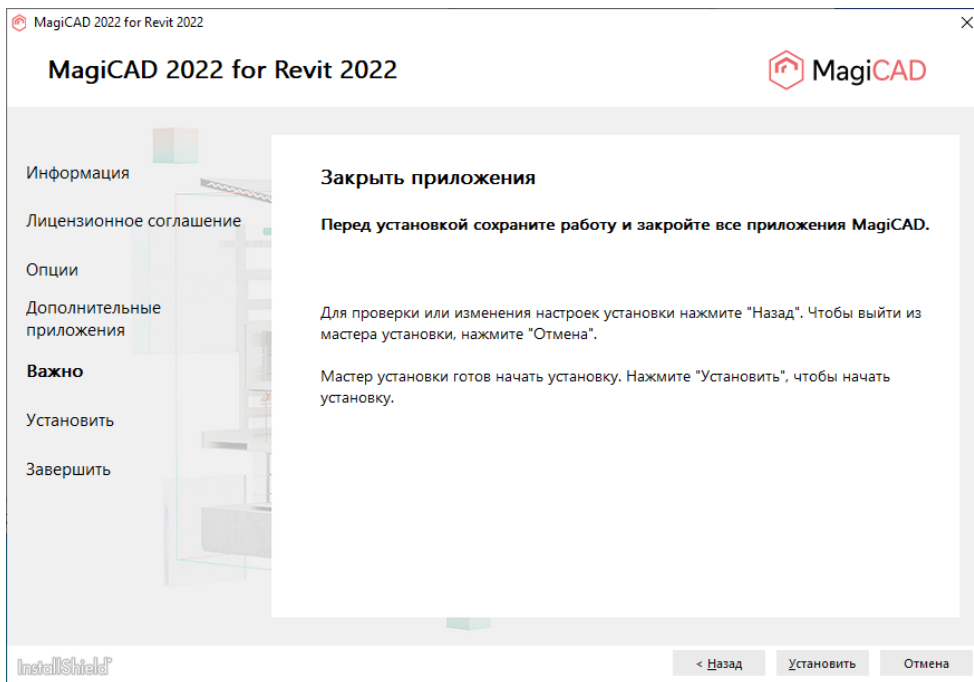 MagiCAD 2022 for Revit 2022
MagiCAD 2022 for Revit 2022
MagiCAD
Информация
Лицензионное соглашение
Опции
Дополнительные
приложения
Важно
Установить
Завершить
Закрыть приложения
Перед установкой сохраните работу и закройте все приложения MagiCAD.
Для проверки или изменения настроек установки нажмите "Назад". Чтобы выйти из
мастера установки, нажмите "Отмена".
Мастер установки готов начать установку. Нажмите "Установить", чтобы начать
установку.
InstallShield
< Назад
Установить
Отмена